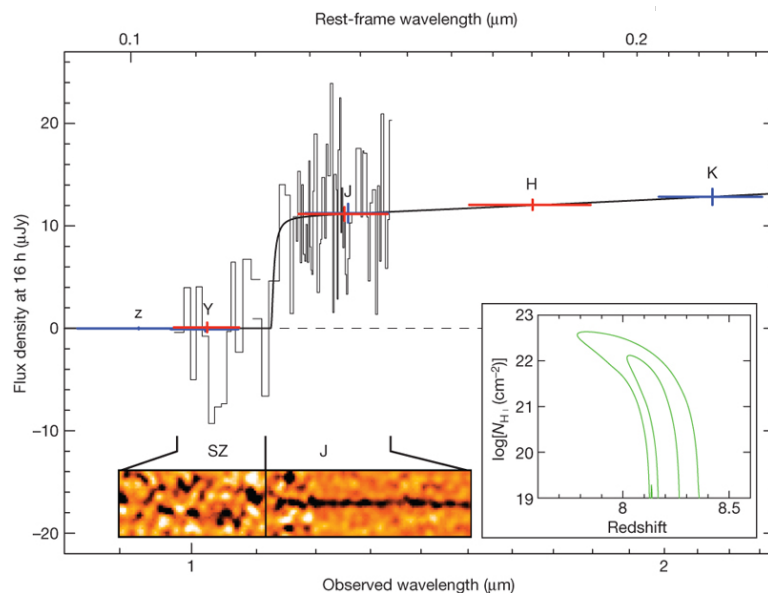 Rest-frame wavelength (μm)
0.1
0.2
Flux density at 16 h (μJy)
20
10
0
−10
−20
z
Y
J
H
K
SZ
J
log[N_H I (cm⁻²)]
23
22
21
20
19
8
8.5
Redshift
1
2
Observed wavelength (μm)